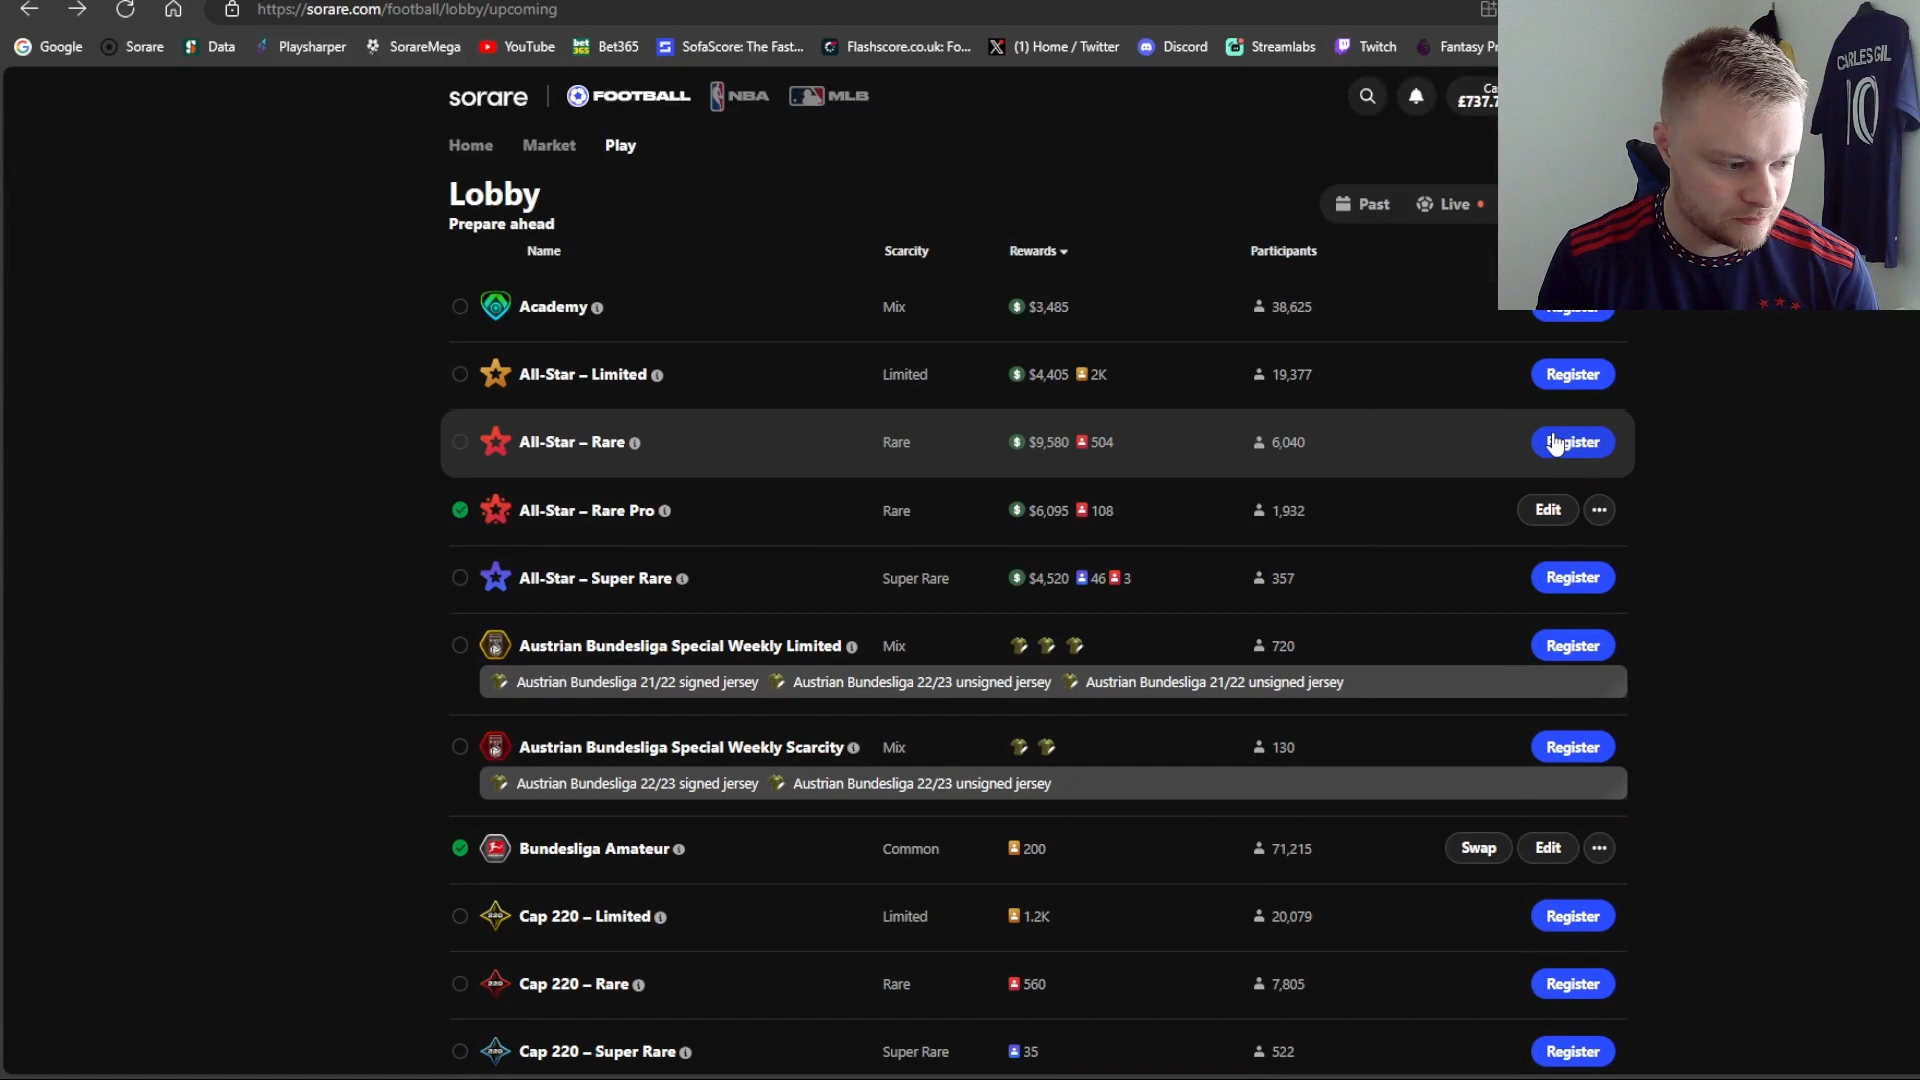 https://sorare.com/football/lobby/upcoming
Google Sorare Data Playsharper SorareMega YouTube Bet365 SofaScore: The Fast... Flashscore.co.uk: Fo... (1) Home / Twitter Discord Streamlabs Twitch Fantasy
sorare FOOTBALL NBA MLB
Home Market Play
Lobby
Prepare ahead
Past Live
Name Scarcity Rewards Participants
Academy Mix $3,485 38,625 Register
All-Star – Limited Limited $4,405 2K 19,377 Register
All-Star – Rare Rare $9,580 504 6,040 Register
All-Star – Rare Pro Rare $6,095 108 1,932 Edit ...
All-Star – Super Rare Super Rare $4,520 46 3 357 Register
Austrian Bundesliga Special Weekly Limited Mix 720 Register
Austrian Bundesliga 21/22 signed jersey Austrian Bundesliga 22/23 unsigned jersey Austrian Bundesliga 21/22 unsigned jersey
Austrian Bundesliga Special Weekly Scarcity Mix 130 Register
Austrian Bundesliga 22/23 signed jersey Austrian Bundesliga 22/23 unsigned jersey
Bundesliga Amateur Common 200 71,215 Swap Edit ...
Cap 220 – Limited Limited 1.2K 20,079 Register
Cap 220 – Rare Rare 560 7,805 Register
Cap 220 – Super Rare Super Rare 35 522 Register
CARLES GIL
10